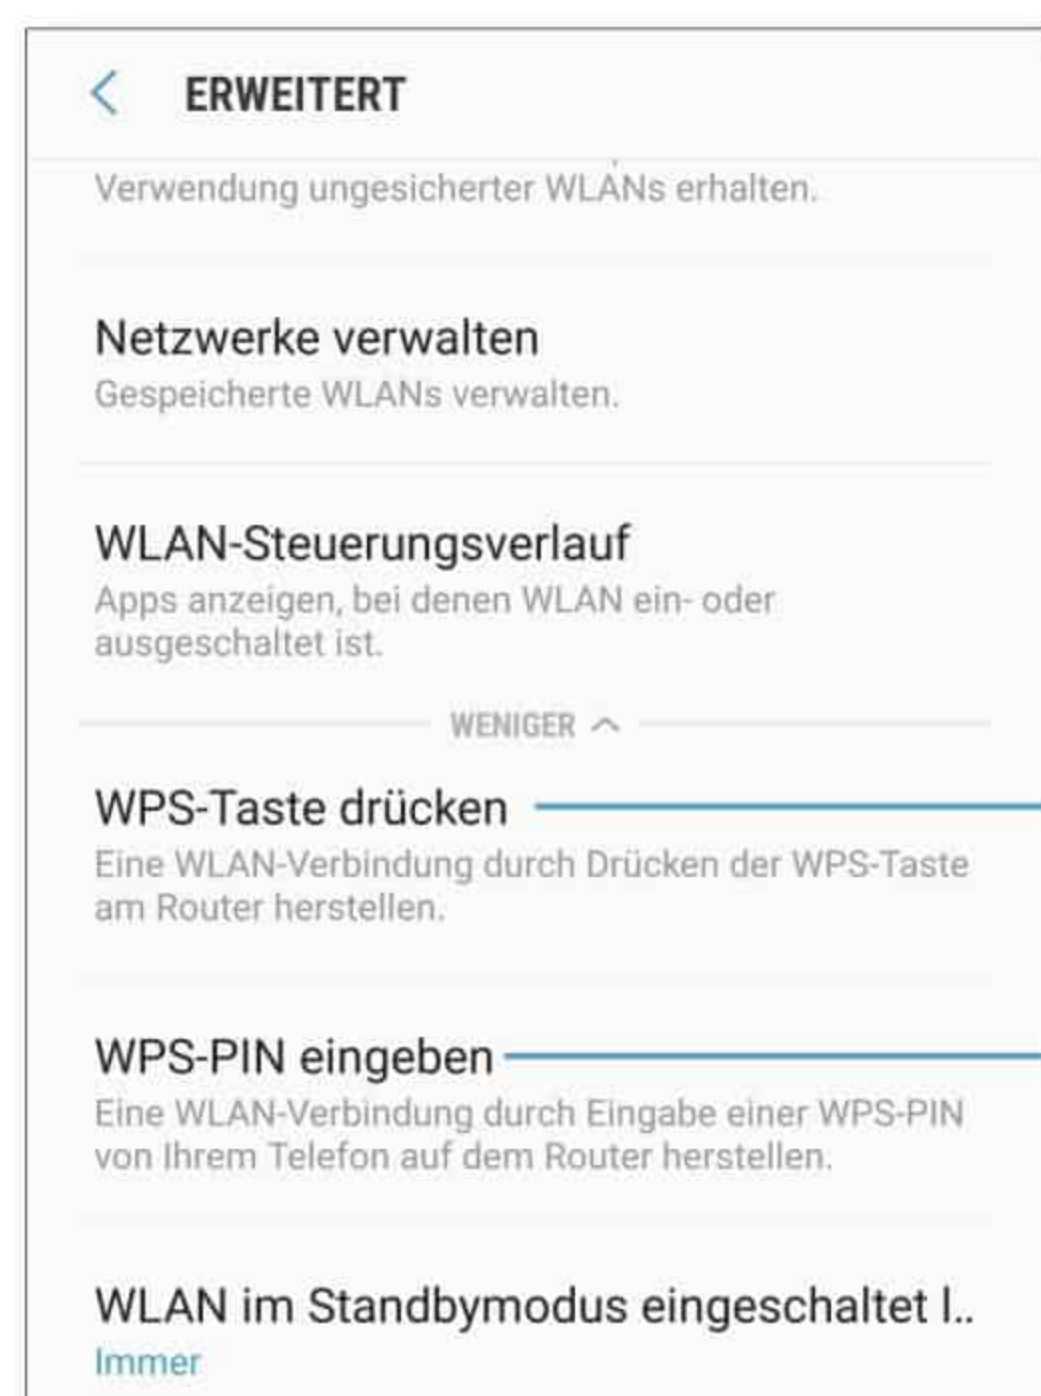 ERWEITERT
Verwendung ungesicherter WLANs erhalten.
Netzwerke verwalten
Gespeicherte WLANs verwalten.
WLAN-Steuerungsverlauf
Apps anzeigen, bei denen WLAN ein- oder
ausgeschaltet ist.
WENIGER
WPS-Taste drücken
Eine WLAN-Verbindung durch Drücken der WPS-Taste
am Router herstellen.
WPS-PIN eingeben
Eine WLAN-Verbindung durch Eingabe einer WPS-PIN
von Ihrem Telefon auf dem Router herstellen.
WLAN im Standbymodus eingeschaltet l..
Immer